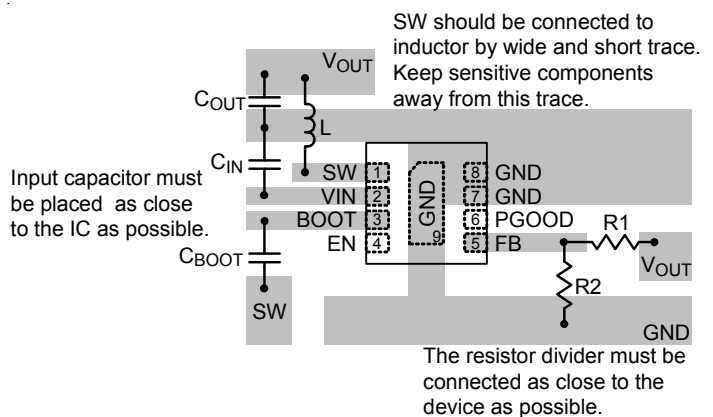 SW should be connected to
inductor by wide and short trace.
Keep sensitive components
away from this trace.
VOUT
COUT
L
CIN
Input capacitor must
be placed as close
to the IC as possible.
SW 1
VIN 2
BOOT 3
EN 4
GND
9
8 GND
7 GND
6 PGOOD
5 FB
R1
R2
VOUT
CBOOT
SW
GND
The resistor divider must be
connected as close to the
device as possible.